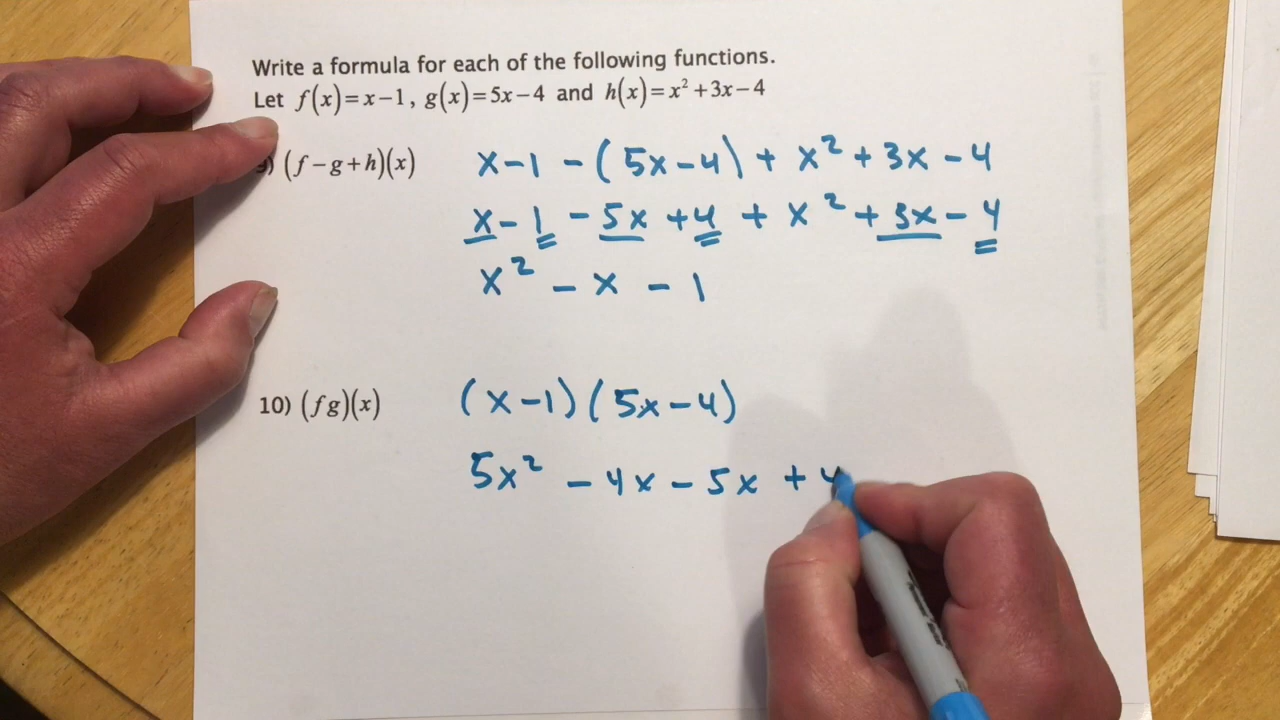 Write a formula for each of the following functions.
Let f(x)=x−1, g(x)=5x−4 and h(x)=x²+3x−4
9) (f−g+h)(x) x−1 −(5x−4)+ x²+3x−4
x−1 −5x +4 + x² +3x− 4
x² − x − 1
10) (fg)(x) (x−1)(5x−4)
5x² − 4x − 5x + 4